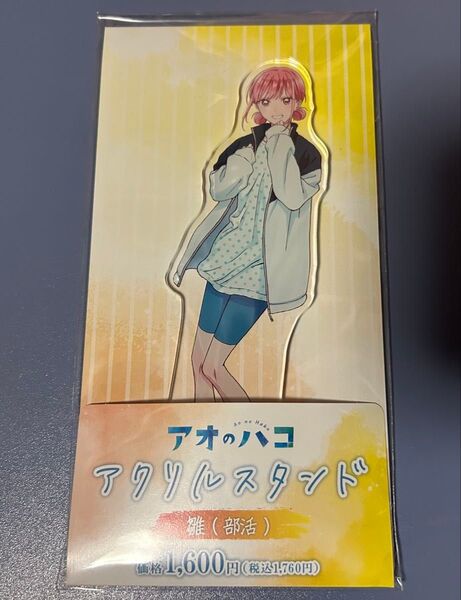 Ao no Hako
アオのハコ
アクリルスタンド
雛(部活)
価格1,600円(税込1,760円)